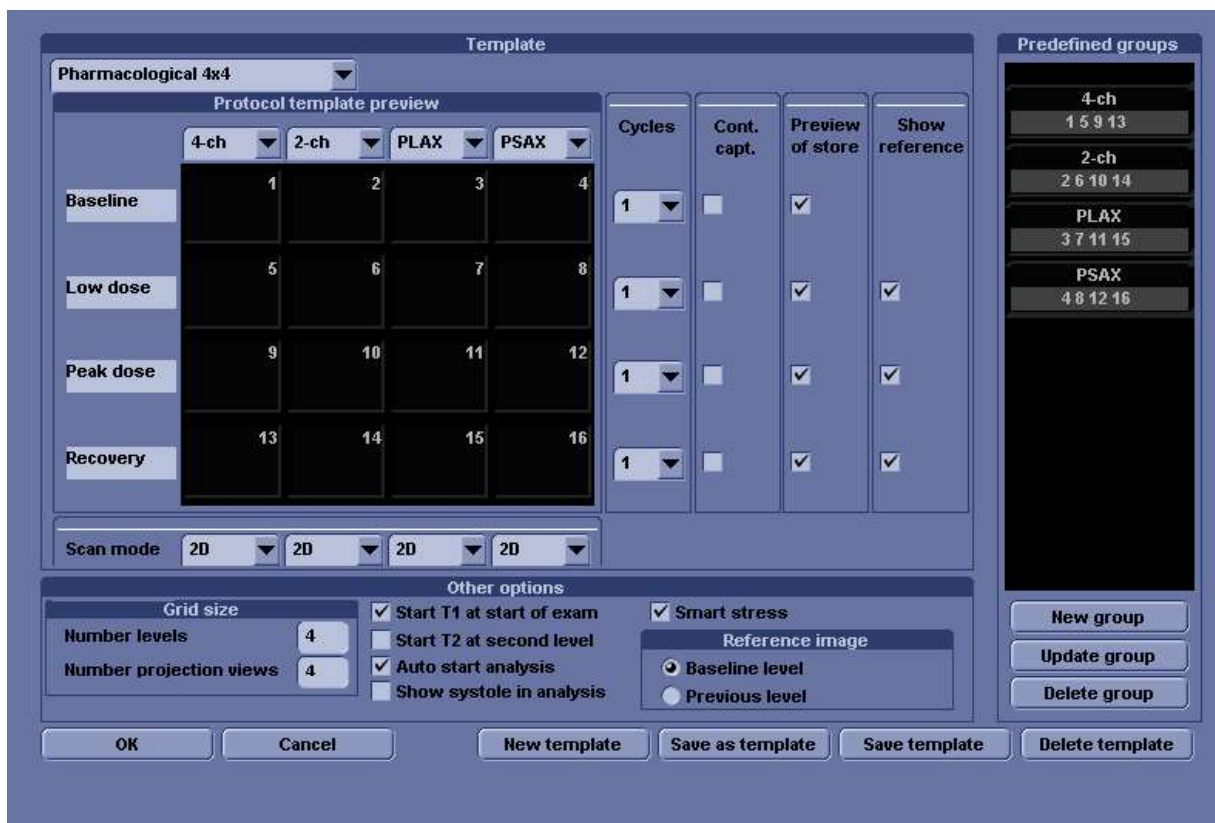 Template
Predefined groups
Pharmacological 4x4
Protocol template preview
4-ch 2-ch PLAX PSAX
Cycles
Cont. capt.
Preview of store
Show reference
Baseline 1 2 3 4 1
Low dose 5 6 7 8 1
Peak dose 9 10 11 12 1
Recovery 13 14 15 16 1
Scan mode 2D 2D 2D 2D
4-ch
1 5 9 13
2-ch
2 6 10 14
PLAX
3 7 11 15
PSAX
4 8 12 16
Other options
Grid size
Number levels 4
Number projection views 4
Start T1 at start of exam
Start T2 at second level
Auto start analysis
Show systole in analysis
Smart stress
Reference image
Baseline level
Previous level
New group
Update group
Delete group
OK
Cancel
New template
Save as template
Save template
Delete template